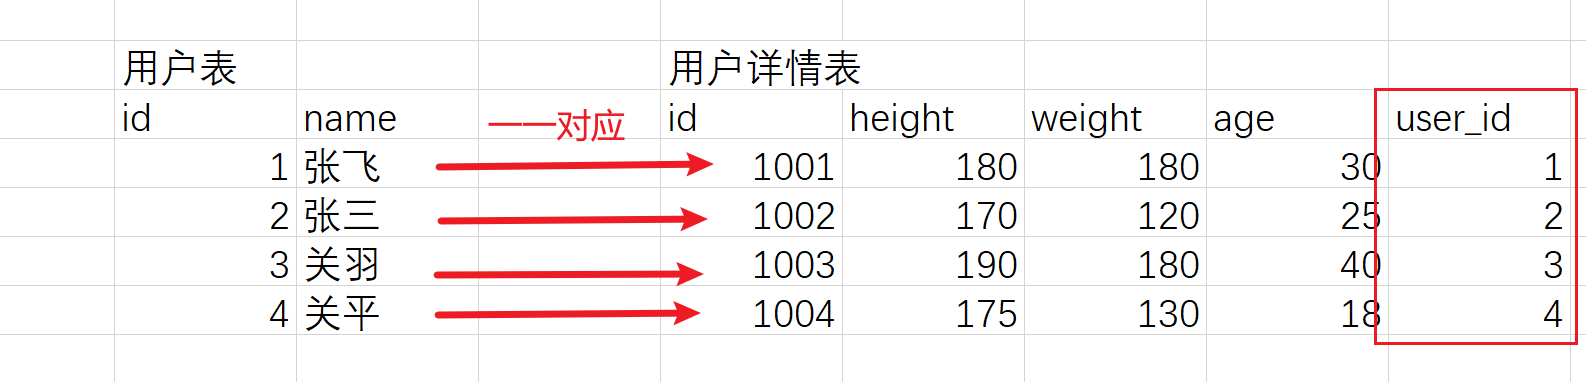 用户表 用户详情表
id name 一一对应 id height weight age user_id
1 张飞 1001 180 180 30 1
2 张三 1002 170 120 25 2
3 关羽 1003 190 180 40 3
4 关平 1004 175 130 18 4